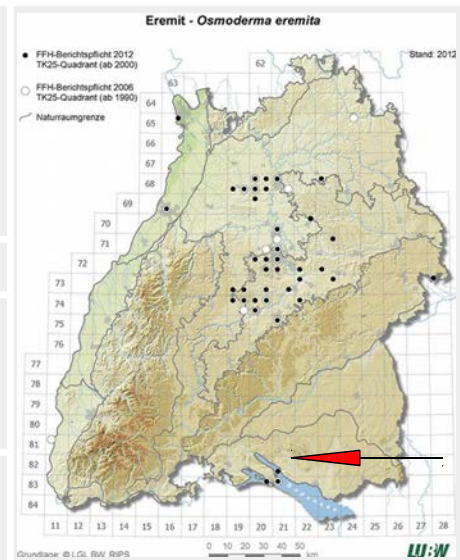 Eremit - Osmoderma eremita
FFH-Berichtspflicht 2012
TK25-Quadrant (ab 2000)
Stand: 2012
FFH-Berichtspflicht 2006
TK25-Quadrant (ab 1990)
Naturraumgrenze
62
63
64
65
66
67
68
69
70
71
72
73
74
75
76
77
78
79
80
81
82
83
84
11 12 13 14 15 16 17 18 19 20 21 22 23 24 25 26 27 28
0 10 20 30 40 50
km
Grundlage: © LGL BW, RIPS
LUBW